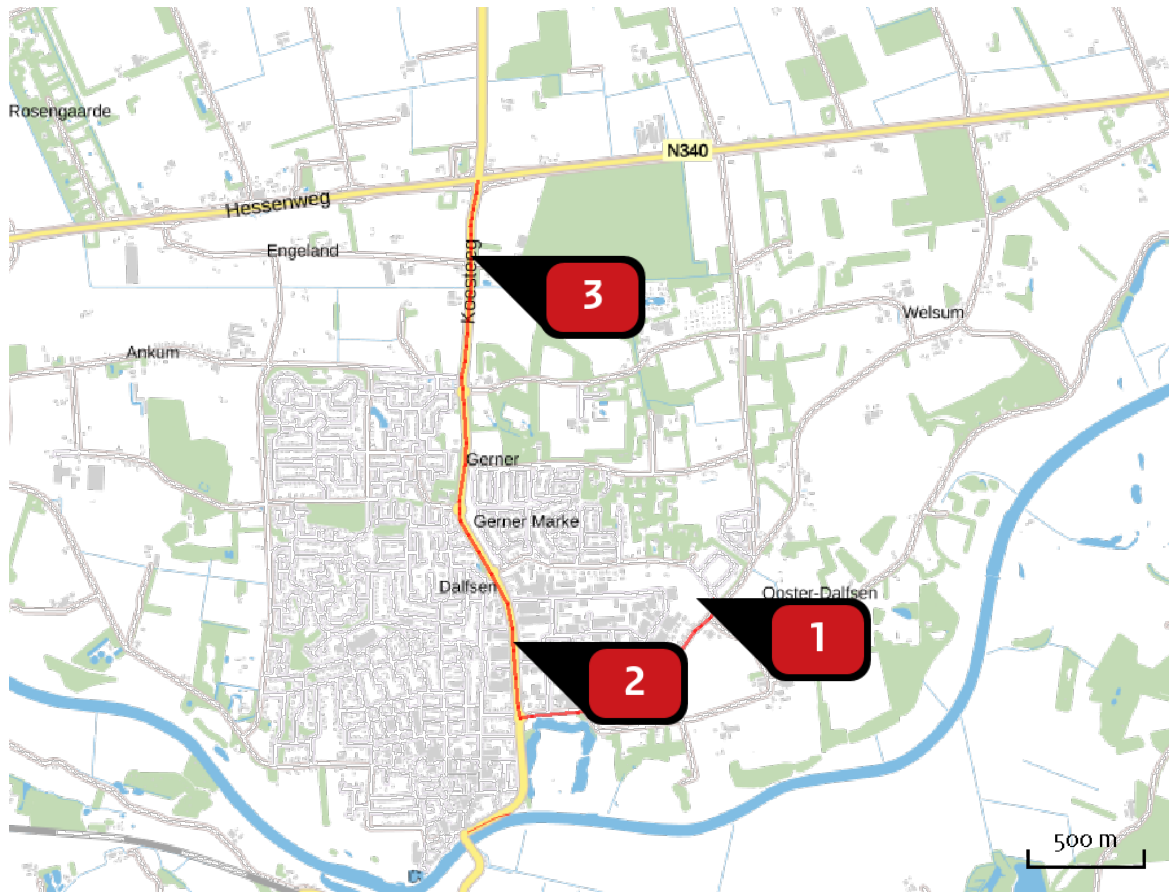 Rosengaarde
N340
Hessenweg
Engeland
Koesteeg
3
Welsum
Ankum
Gerner
Gerner Marke
Dalfsen
Ooster-Dalfsen
1
2
500 m